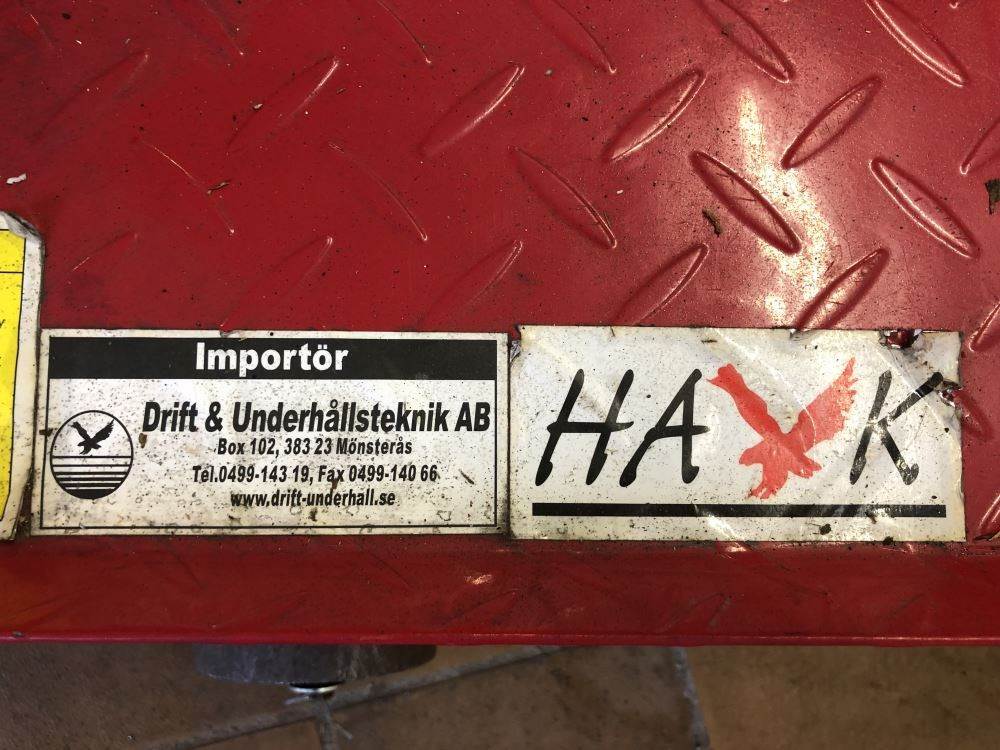 Importör
Drift & Underhållsteknik AB
Box 102, 383 23 Mönsterås
Tel.0499-143 19, Fax 0499-140 66
www.drift-underhall.se
HAWK